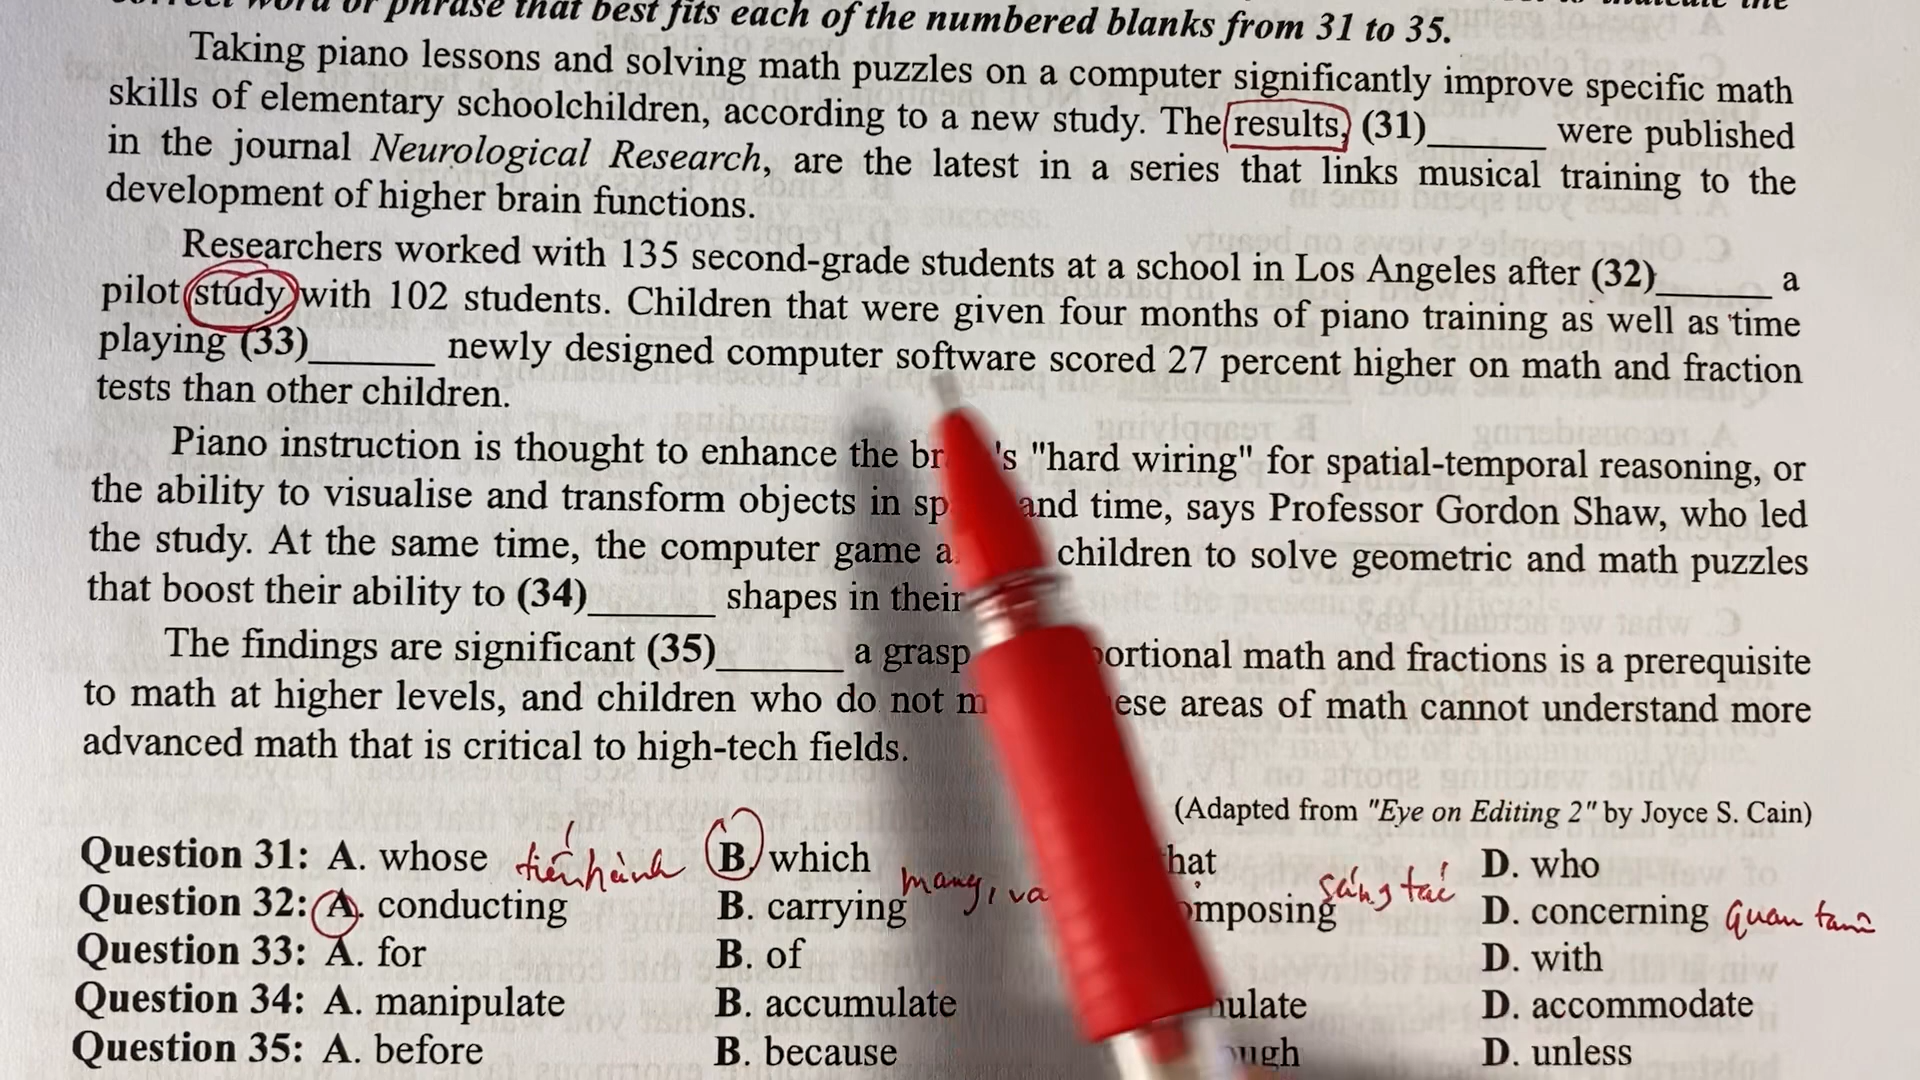 correct word or phrase that best fits each of the numbered blanks from 31 to 35.
Taking piano lessons and solving math puzzles on a computer significantly improve specific math
skills of elementary schoolchildren, according to a new study. The results, (31)______ were published
in the journal Neurological Research, are the latest in a series that links musical training to the
development of higher brain functions.
Researchers worked with 135 second-grade students at a school in Los Angeles after (32)______ a
pilot study with 102 students. Children that were given four months of piano training as well as time
playing (33)______ newly designed computer software scored 27 percent higher on math and fraction
tests than other children.
Piano instruction is thought to enhance the br 's "hard wiring" for spatial-temporal reasoning, or
the ability to visualise and transform objects in sp and time, says Professor Gordon Shaw, who led
the study. At the same time, the computer game a children to solve geometric and math puzzles
that boost their ability to (34)______ shapes in their
The findings are significant (35)______ a grasp portional math and fractions is a prerequisite
to math at higher levels, and children who do not m ese areas of math cannot understand more
advanced math that is critical to high-tech fields.
(Adapted from "Eye on Editing 2" by Joyce S. Cain)
Question 31: A. whose tiến hành B. which hat D. who
Question 32: A. conducting B. carrying mang, vá omposing sáng tác D. concerning quan tâm
Question 33: A. for B. of D. with
Question 34: A. manipulate B. accumulate ulate D. accommodate
Question 35: A. before B. because ough D. unless